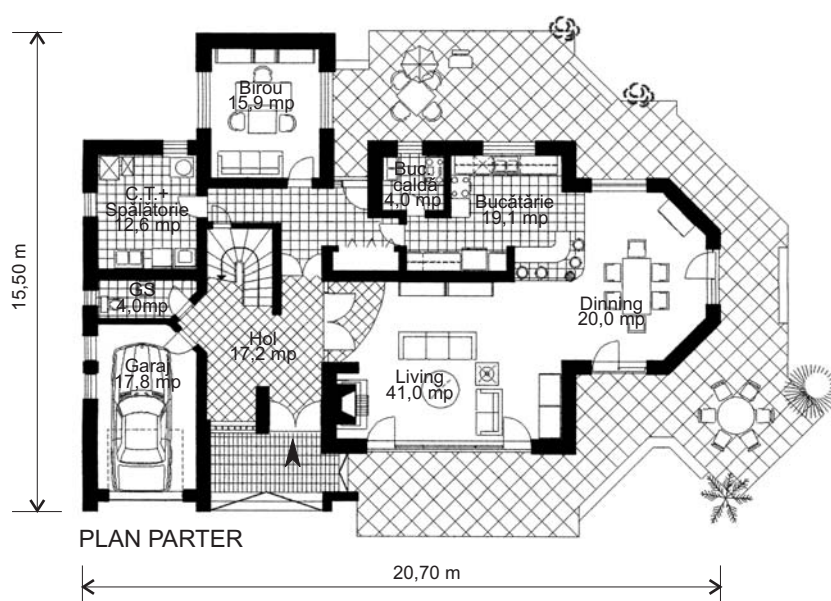 Birou
15,9 mp
Buc.
caldă
4,0 mp
Bucătărie
19,1 mp
C.T.+
Spălătorie
12,6 mp
15,50 m
GS
4,0mp
Dinning
20,0 mp
Hol
17,2 mp
Garaj
17,8 mp
Living
41,0 mp
PLAN PARTER
20,70 m